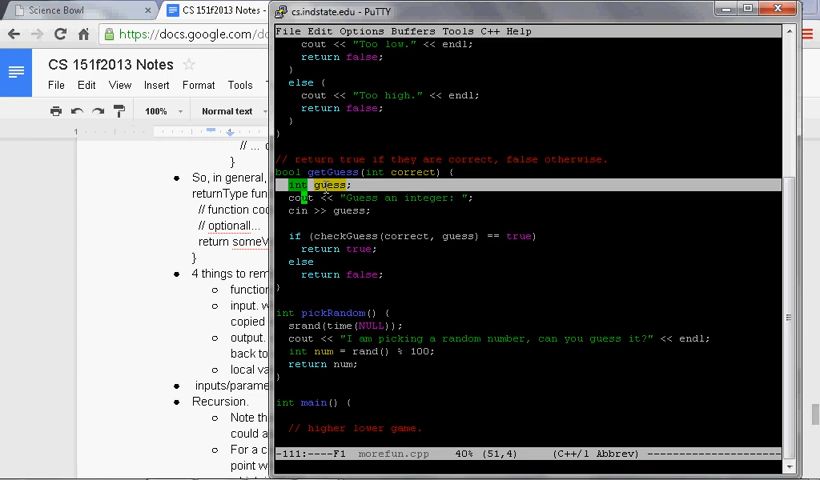 Science Bowl
CS 151f2013 Notes -
https://docs.google.com/d
CS 151f2013 Notes
File Edit View Insert Format Tools
100% Normal text
// ...
}
So, in general,
returnType fun
// function cod
// optionall...
return someV
}
4 things to rem
function
input. w
copied
output.
back to
local va
inputs/parame
Recursion.
Note th
could a
For a c
point w
cs.indstate.edu - PuTTY
File Edit Options Buffers Tools C++ Help
cout << "Too low." << endl;
return false;
}
else {
cout << "Too high." << endl;
return false;
}
}
// return true if they are correct, false otherwise.
bool getGuess(int correct) {
int guess;
cout << "Guess an integer: ";
cin >> guess;
if (checkGuess(correct, guess) == true)
return true;
else
return false;
}
int pickRandom() {
srand(time(NULL));
cout << "I am picking a random number, can you guess it?" << endl;
int num = rand() % 100;
return num;
}
int main() {
// higher lower game.
-111:----F1 morefun.cpp 40% (51,4) (C++/l Abbrev) --------------------